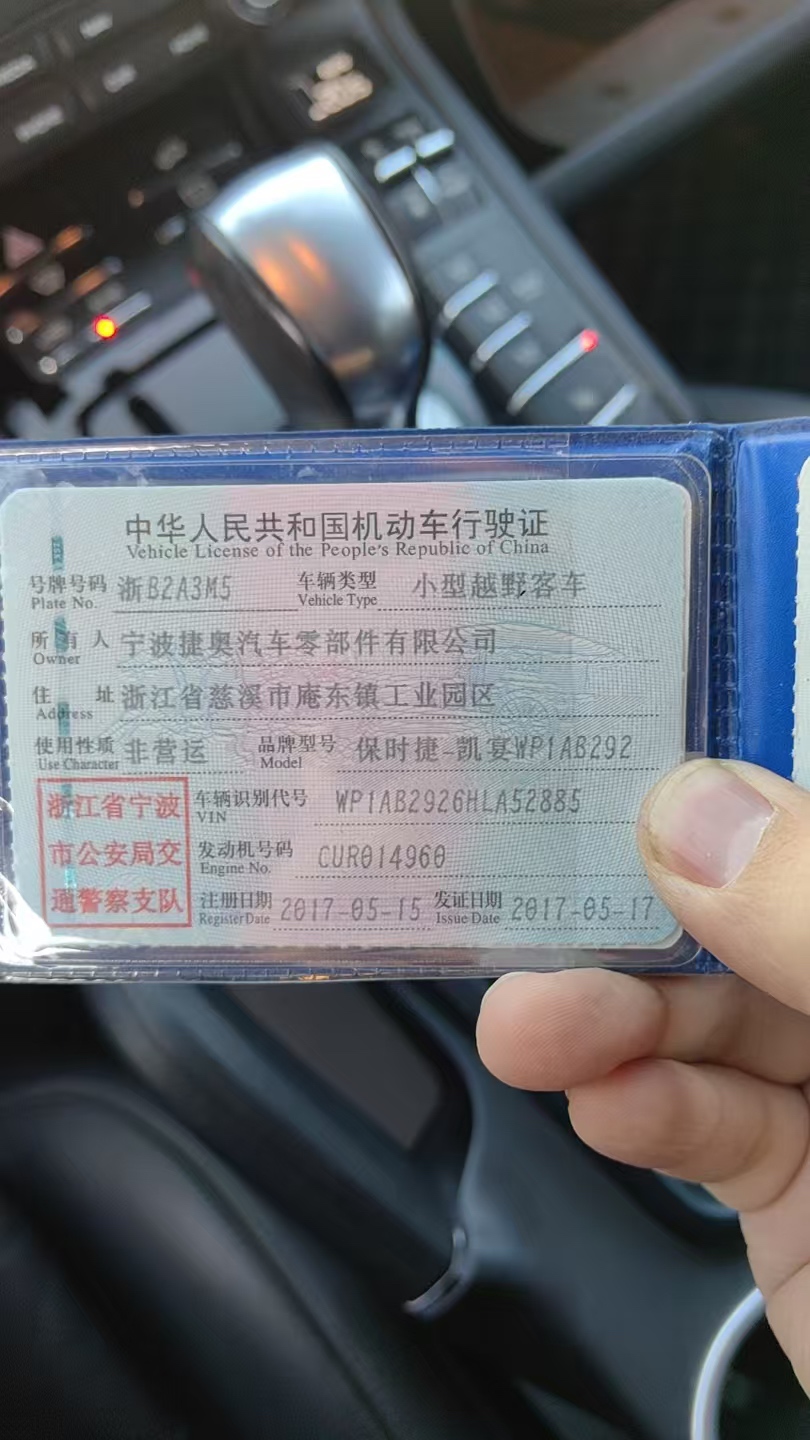 中华人民共和国机动车行驶证
Vehicle License of the People's Republic of China
号牌号码 浙B2A3M5 车辆类型 小型越野客车
Plate No. Vehicle Type
所有人 宁波捷奥汽车零部件有限公司
Owner
住址 浙江省慈溪市庵东镇工业园区
Address
使用性质 非营运 品牌型号 保时捷-凯宴WP1AB292
Use Character Model
浙江省宁波 车辆识别代号 WP1AB2926HLA52885
VIN
市公安局交 发动机号码 CUR014960
Engine No.
通警察支队 注册日期 2017-05-15 发证日期 2017-05-17
Register Date Issue Date